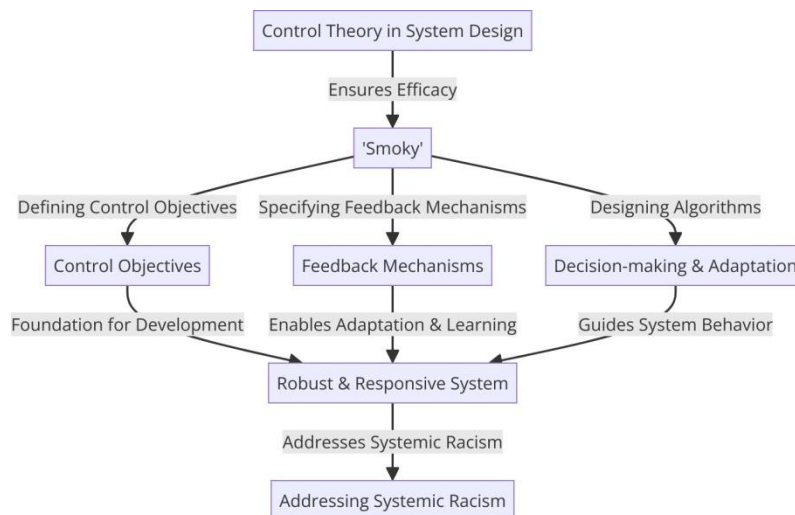 Control Theory in System Design
Ensures Efficacy
'Smoky'
Defining Control Objectives
Specifying Feedback Mechanisms
Designing Algorithms
Control Objectives
Feedback Mechanisms
Decision-making & Adaptation
Foundation for Development
Enables Adaptation & Learning
Guides System Behavior
Robust & Responsive System
Addresses Systemic Racism
Addressing Systemic Racism